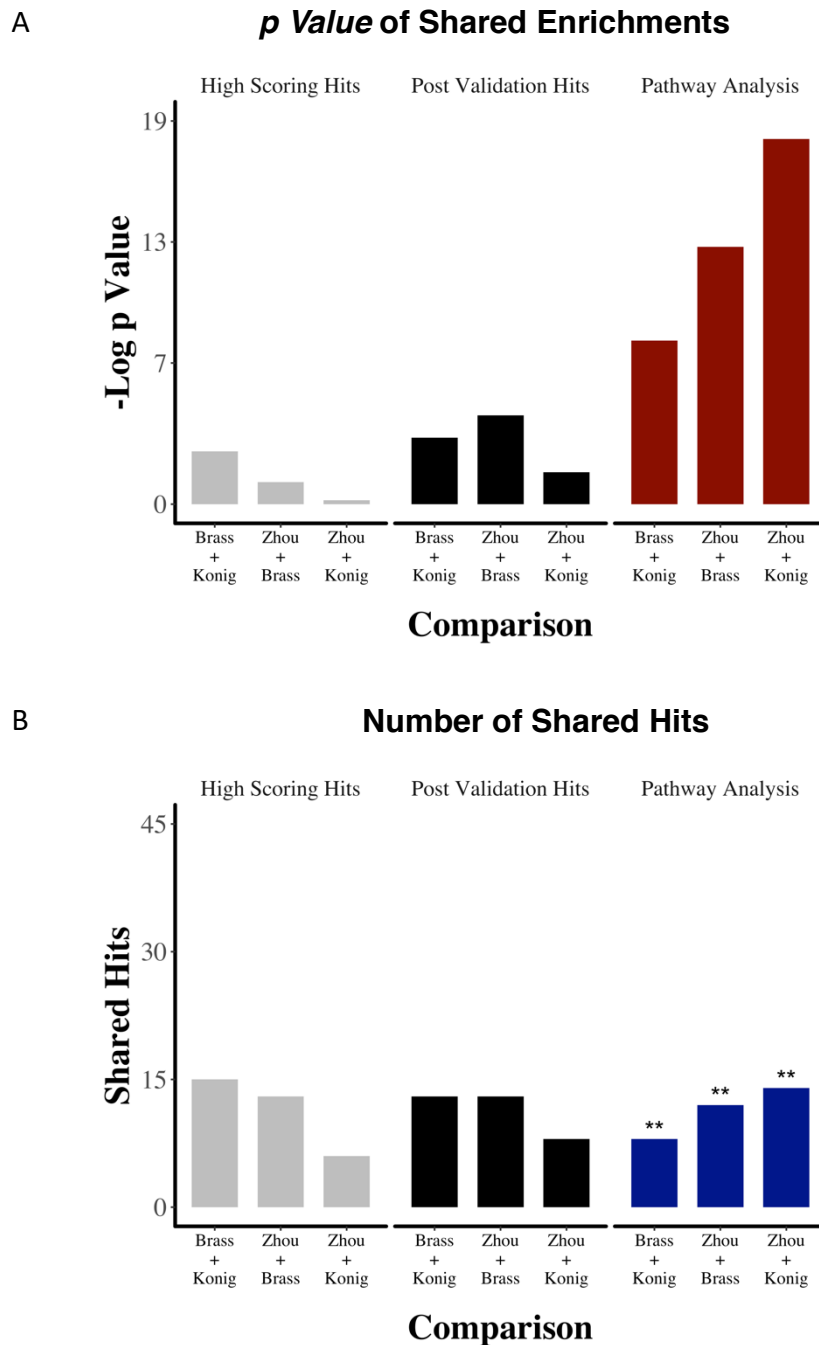 A
p Value of Shared Enrichments
High Scoring Hits
Post Validation Hits
Pathway Analysis
-Log p Value
19
13
7
0
Brass
+
Konig
Zhou
+
Brass
Zhou
+
Konig
Brass
+
Konig
Zhou
+
Brass
Zhou
+
Konig
Brass
+
Konig
Zhou
+
Brass
Zhou
+
Konig
Comparison
B
Number of Shared Hits
High Scoring Hits
Post Validation Hits
Pathway Analysis
Shared Hits
45
30
15
0
**
**
**
Brass
+
Konig
Zhou
+
Brass
Zhou
+
Konig
Brass
+
Konig
Zhou
+
Brass
Zhou
+
Konig
Brass
+
Konig
Zhou
+
Brass
Zhou
+
Konig
Comparison